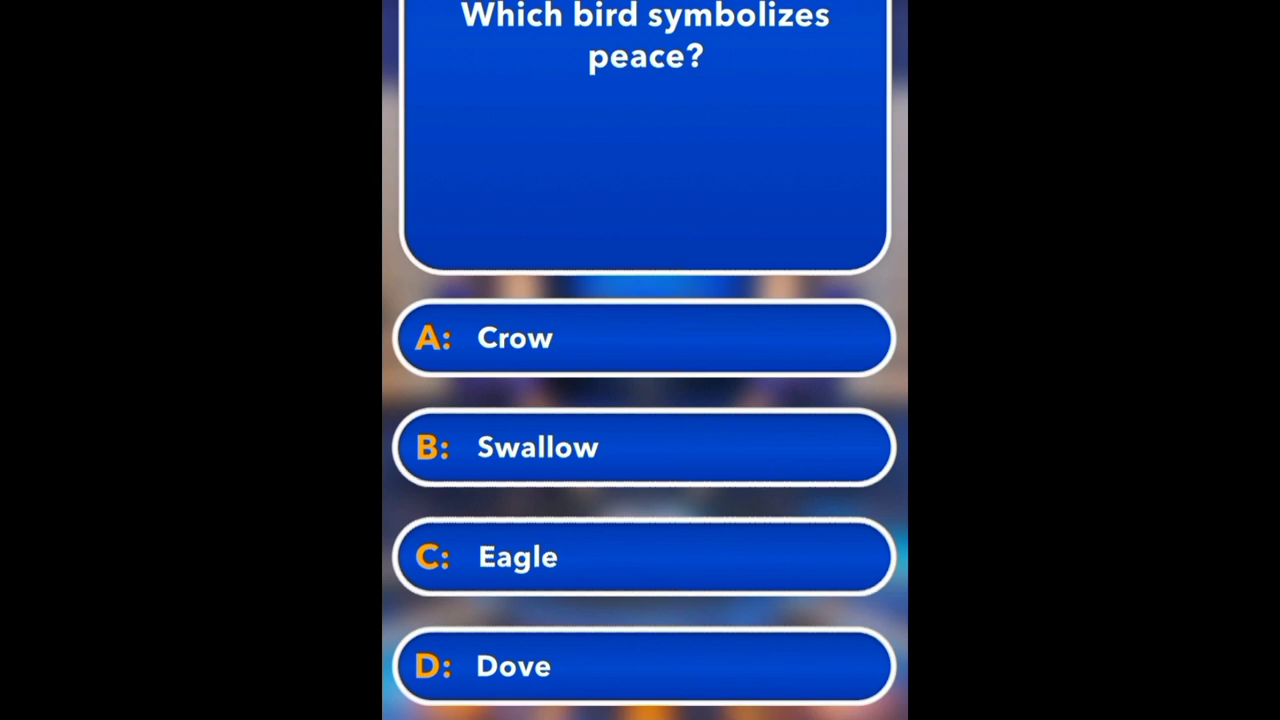 Which bird symbolizes
peace?
A: Crow
B: Swallow
C: Eagle
D: Dove